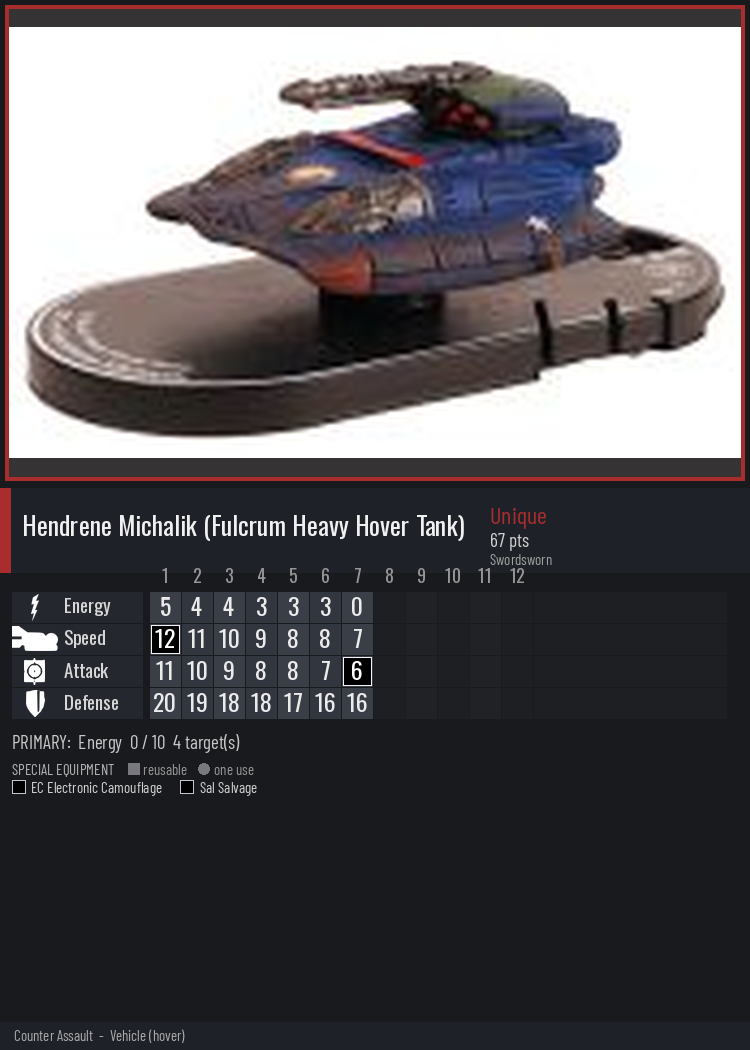 Hendrene Michalik (Fulcrum Heavy Hover Tank)
Unique
67 pts
Swordsworn
1 2 3 4 5 6 7 8 9 10 11 12
Energy 5 4 4 3 3 3 0
Speed 12 11 10 9 8 8 7
Attack 11 10 9 8 8 7 6
Defense 20 19 18 18 17 16 16
PRIMARY: Energy 0 / 10 4 target(s)
SPECIAL EQUIPMENT reusable one use
EC Electronic Camouflage Sal Salvage
Counter Assault - Vehicle (hover)